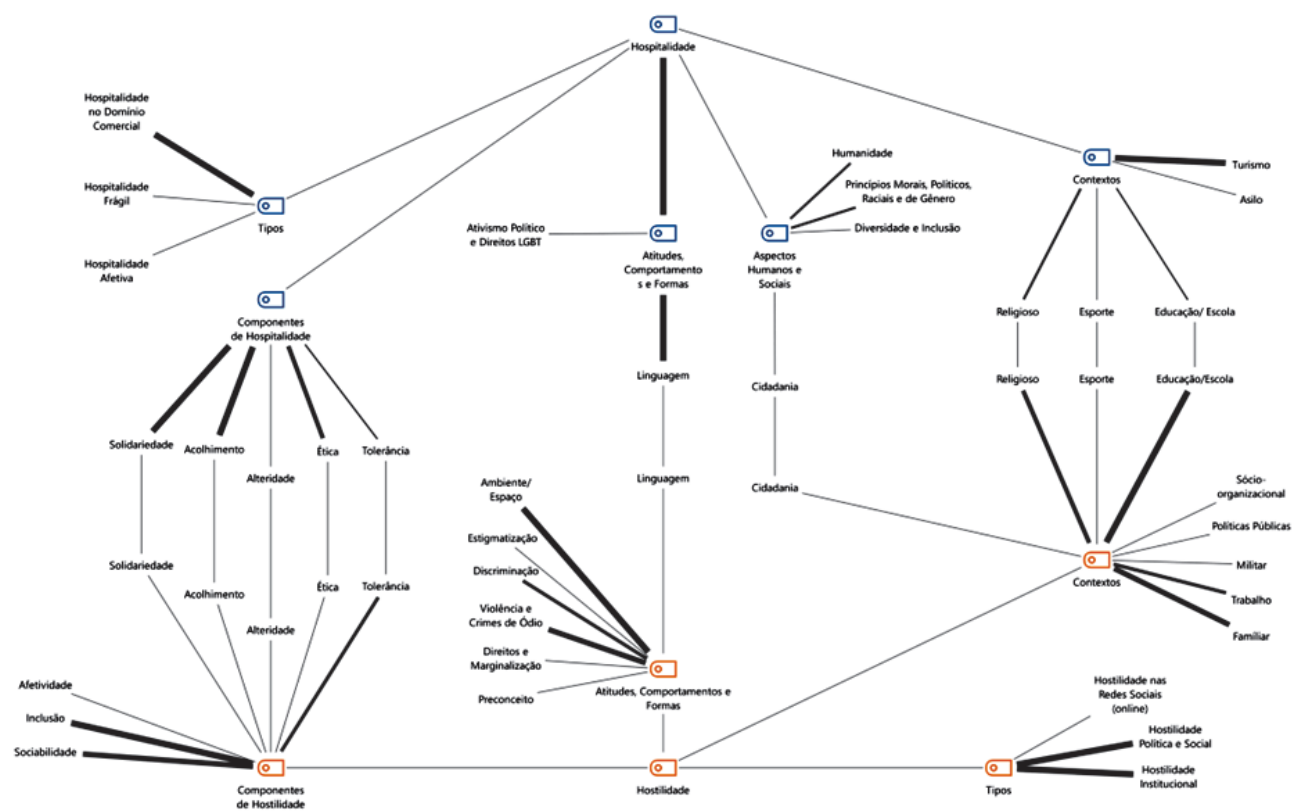 Hospitalidade
Hospitalidade
no Domínio
Comercial
Hospitalidade
Frágil
Hospitalidade
Afetiva
Tipos
Ativismo Político
e Direitos LGBT
Atitudes,
Comportamento
s e Formas
Humanidade
Princípios Morais, Políticos,
Raciais e de Gênero
Diversidade e Inclusão
Aspectos
Humanos e
Sociais
Contextos
Turismo
Asilo
Componentes
de Hospitalidade
Religioso
Esporte
Educação/ Escola
Linguagem
Cidadania
Religioso
Esporte
Educação/Escola
Solidariedade
Acolhimento
Alteridade
Ética
Tolerância
Linguagem
Cidadania
Solidariedade
Acolhimento
Alteridade
Ética
Tolerância
Ambiente/
Espaço
Estigmatização
Discriminação
Violência e
Crimes de Ódio
Direitos e
Marginalização
Preconceito
Atitudes, Comportamentos e
Formas
Sócio-
organizacional
Políticas Públicas
Militar
Trabalho
Familiar
Contextos
Afetividade
Inclusão
Sociabilidade
Componentes
de Hostilidade
Hostilidade
Tipos
Hostilidade nas
Redes Sociais
(online)
Hostilidade
Política e Social
Hostilidade
Institucional